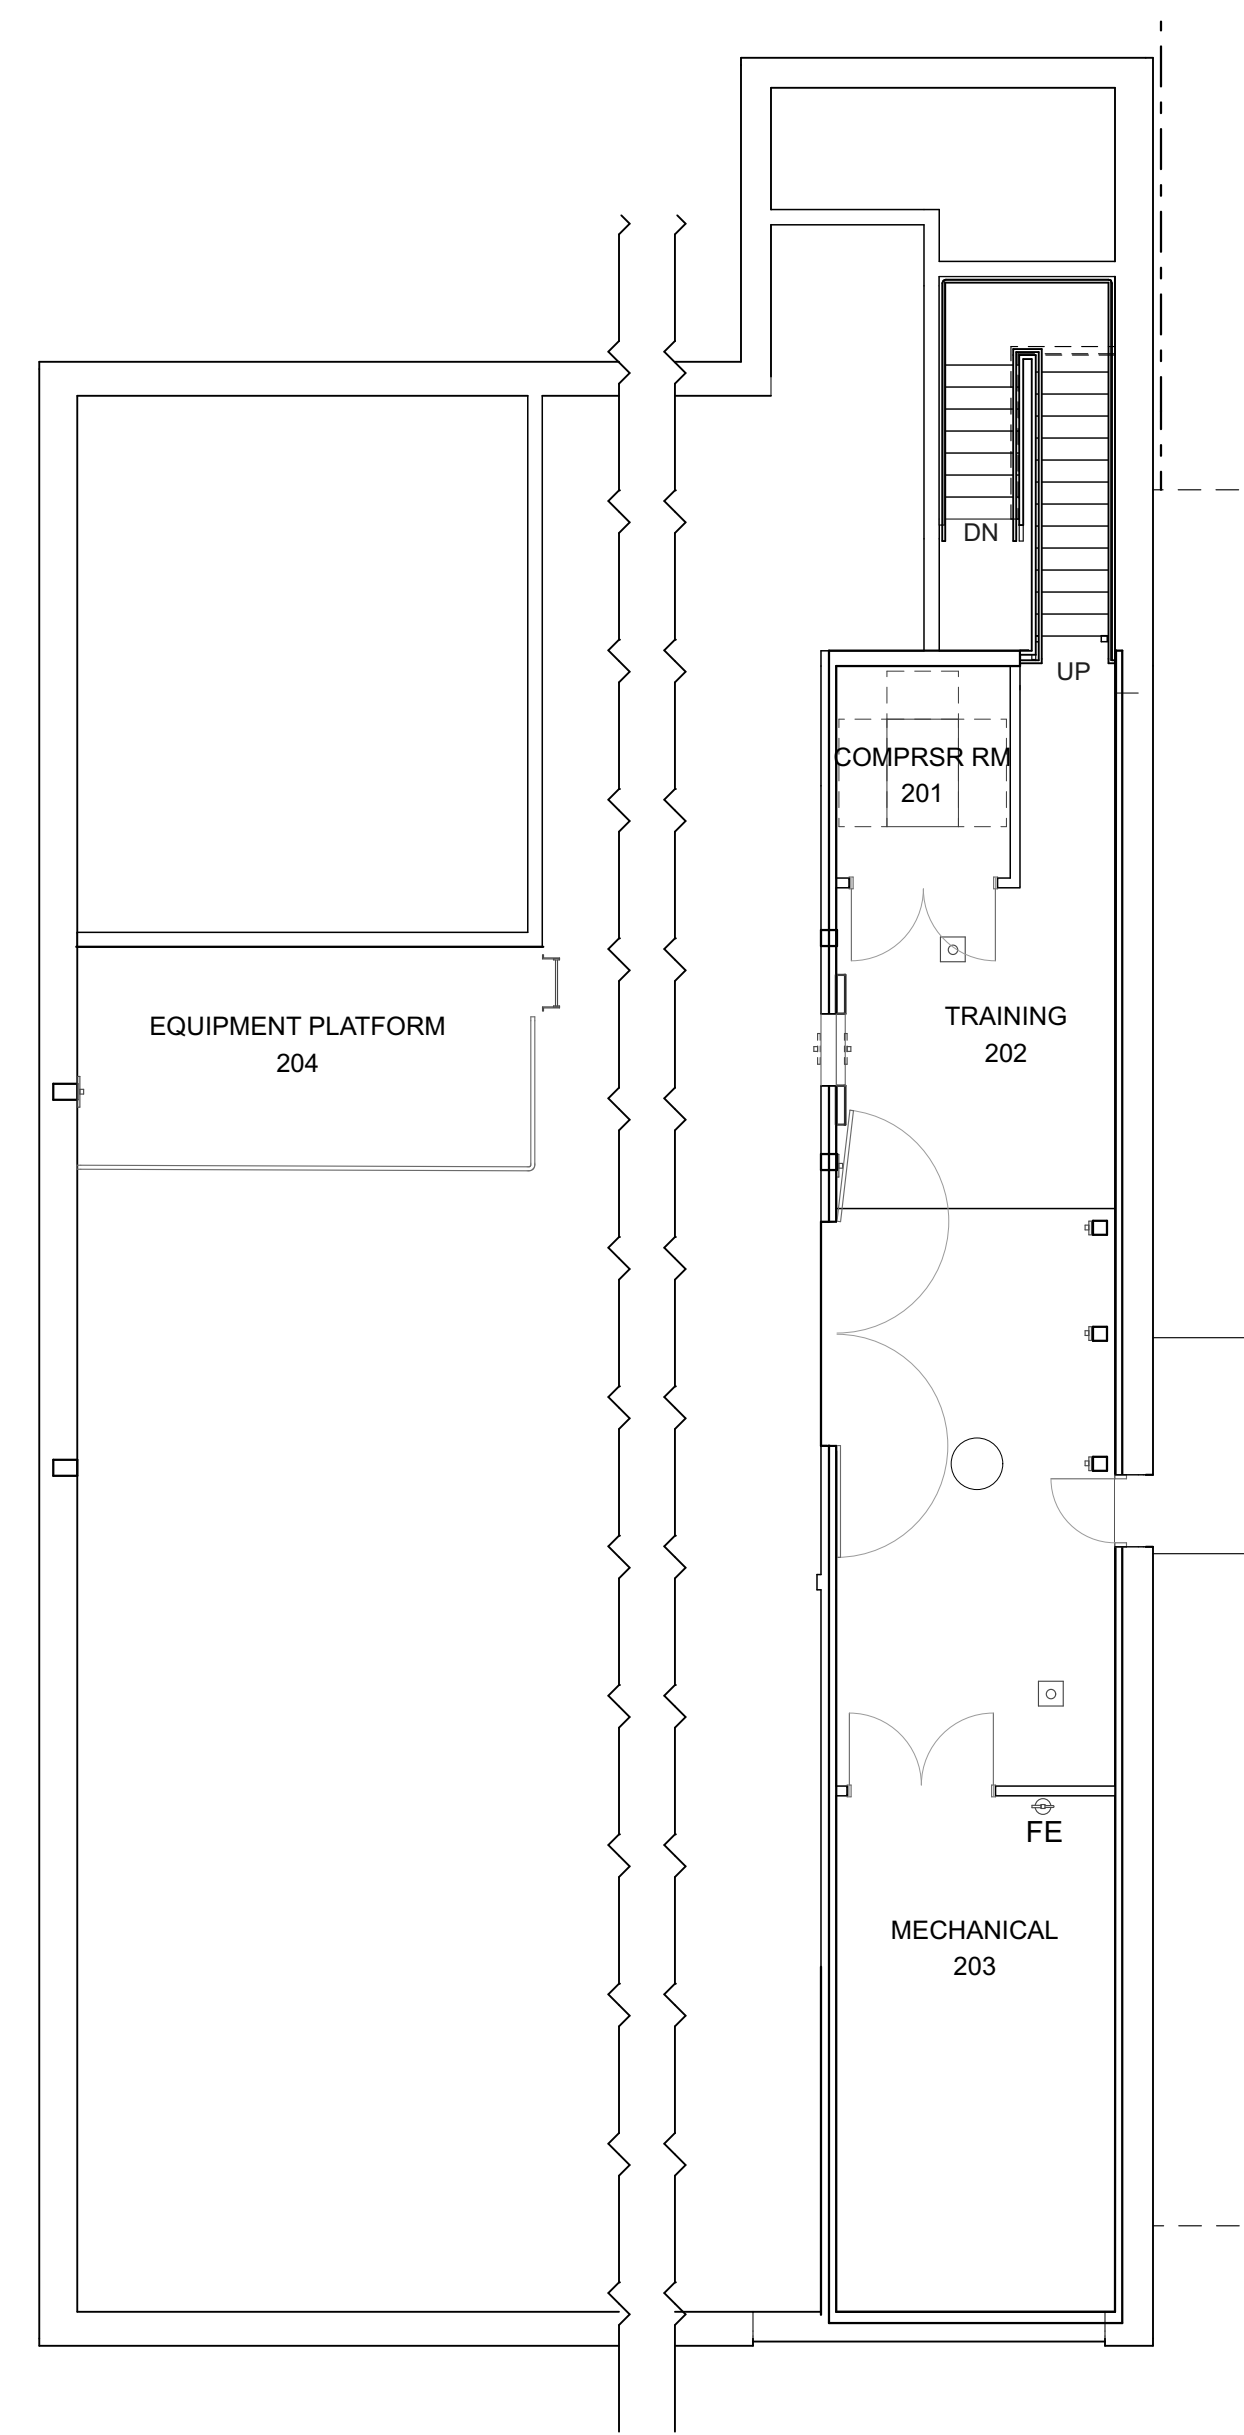 DN
UP
COMPRSR RM
201
EQUIPMENT PLATFORM
204
TRAINING
202
FE
MECHANICAL
203